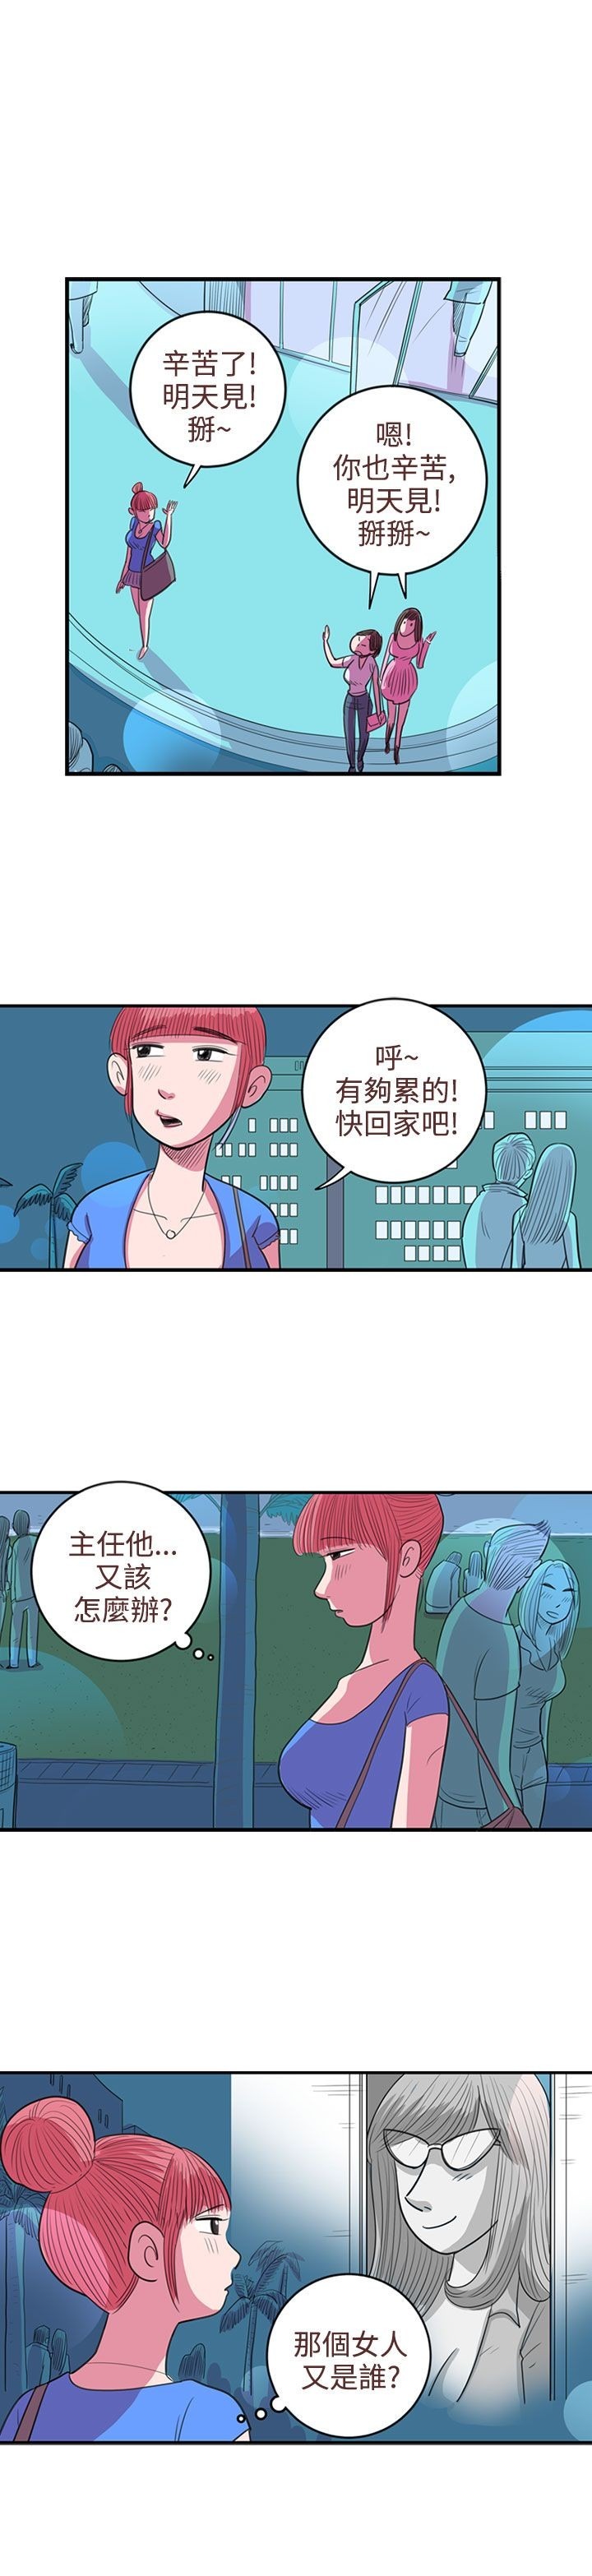 辛苦了!
明天見!
掰~
嗯!
你也辛苦,
明天見!
掰掰~
呼~
有夠累的!
快回家吧!
主任他...
又該
怎麼辦?
那個女人
又是誰?